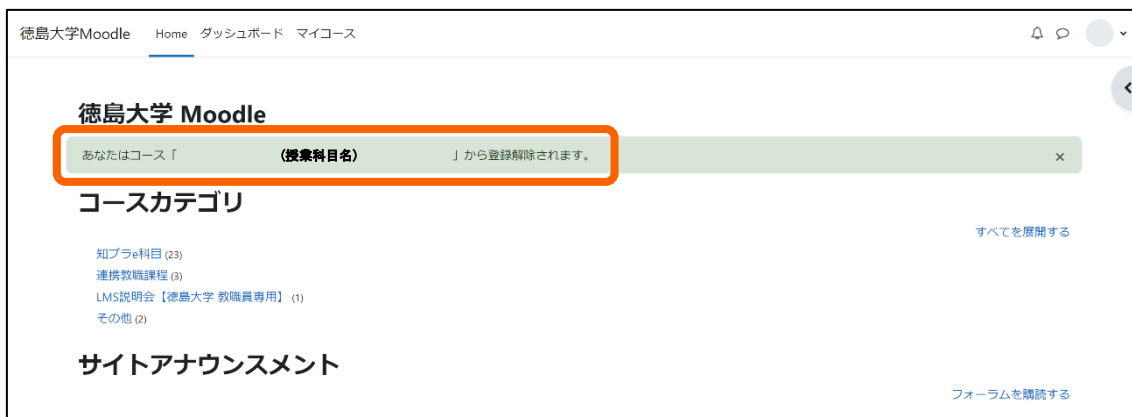 徳島大学Moodle Home ダッシュボード マイコース
徳島大学 Moodle
あなたはコース「 (授業科目名) 」から登録解除されます。 ×
コースカテゴリ
すべてを展開する
知プラe科目 (23)
連携教職課程 (3)
LMS説明会【徳島大学 教職員専用】 (1)
その他 (2)
サイトアナウンスメント
フォーラムを購読する